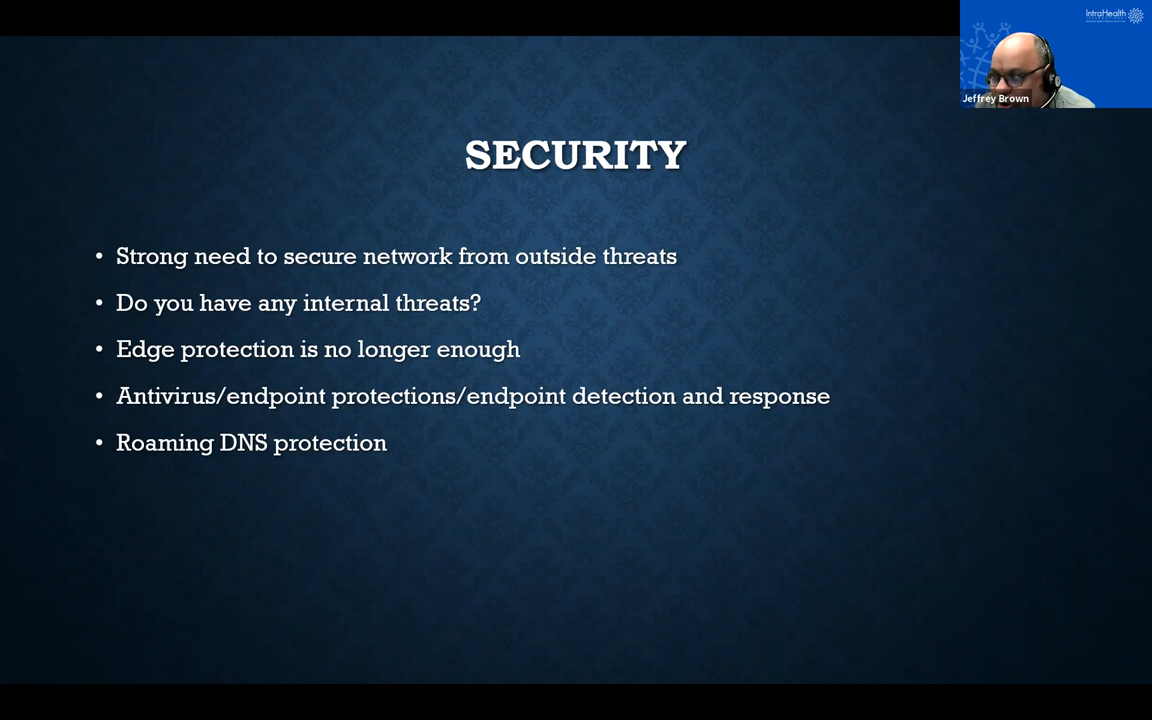 IntraHealth
Jeffrey Brown
SECURITY
• Strong need to secure network from outside threats
• Do you have any internal threats?
• Edge protection is no longer enough
• Antivirus/endpoint protections/endpoint detection and response
• Roaming DNS protection